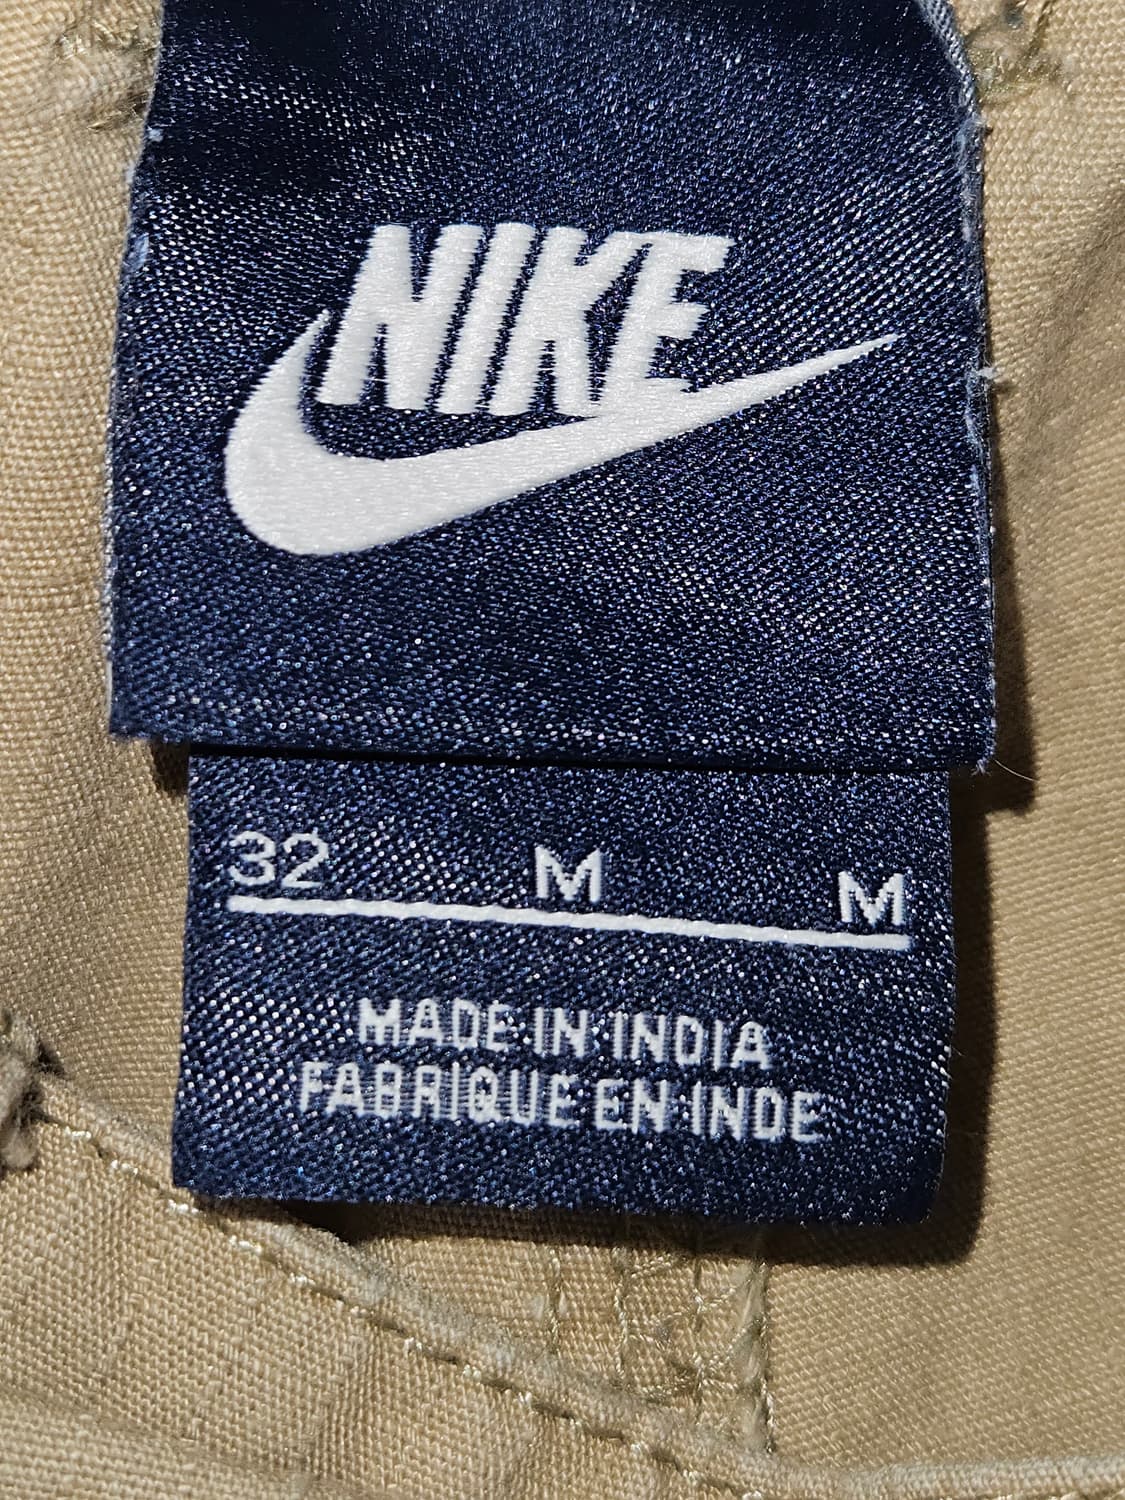 NIKE
32 M M
MADE IN INDIA
FABRIQUE EN INDE